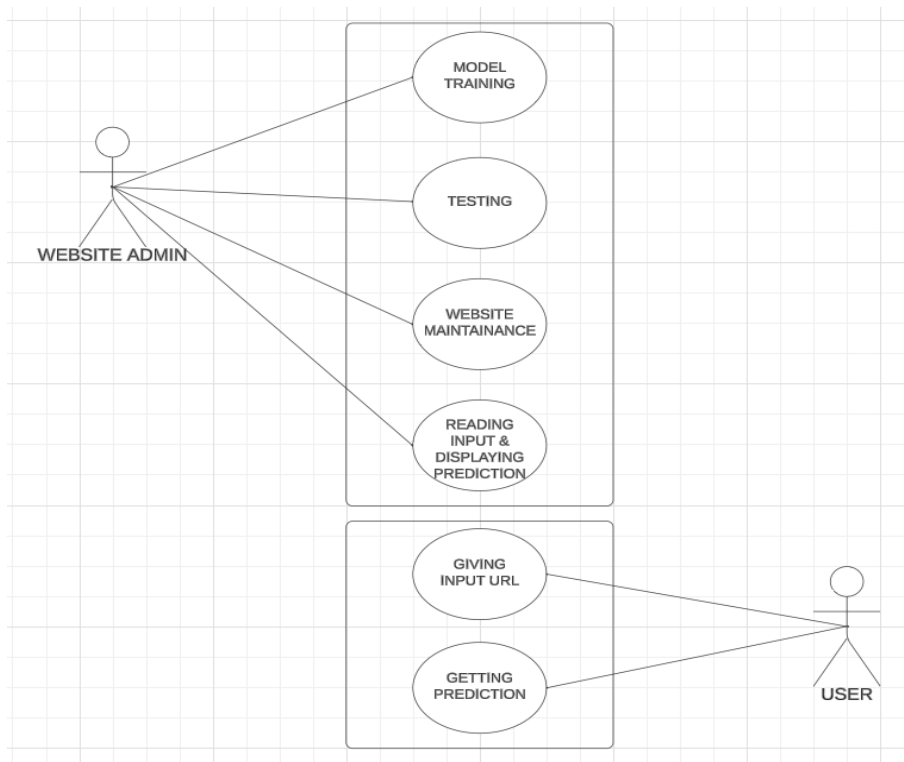 MODEL
TRAINING
TESTING
WEBSITE ADMIN
WEBSITE
MAINTAINANCE
READING
INPUT &
DISPLAYING
PREDICTION
GIVING
INPUT URL
GETTING
PREDICTION
USER